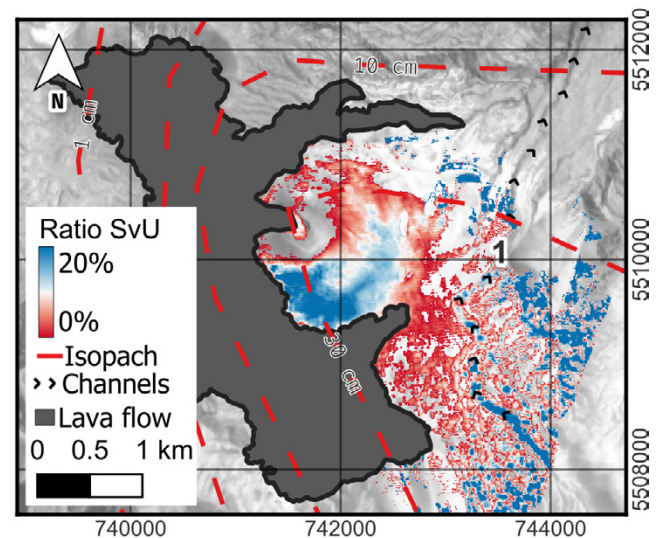 10 cm
1 cm
N
5512000
Ratio SvU
20%
0%
1
5510000
Isopach
Channels
Lava flow
30 cm
0 0.5 1 km
5508000
740000 742000 744000